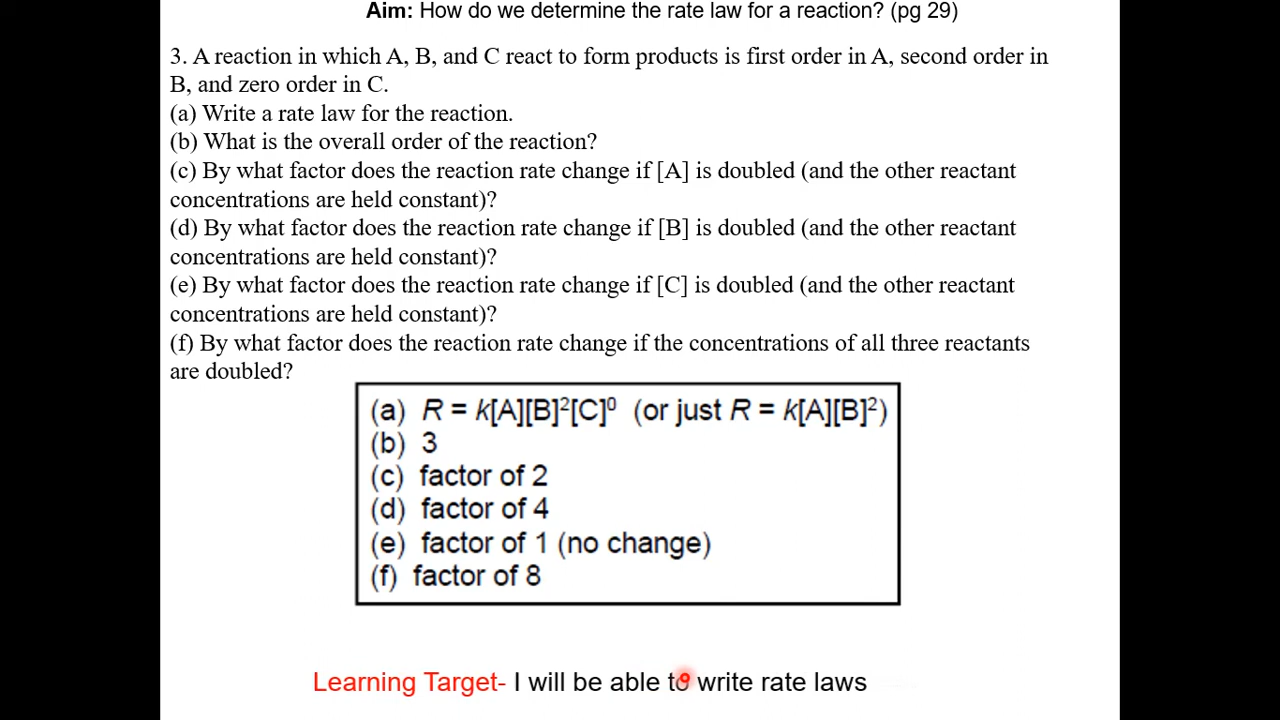 Aim: How do we determine the rate law for a reaction? (pg 29)
3. A reaction in which A, B, and C react to form products is first order in A, second order in
B, and zero order in C.
(a) Write a rate law for the reaction.
(b) What is the overall order of the reaction?
(c) By what factor does the reaction rate change if [A] is doubled (and the other reactant
concentrations are held constant)?
(d) By what factor does the reaction rate change if [B] is doubled (and the other reactant
concentrations are held constant)?
(e) By what factor does the reaction rate change if [C] is doubled (and the other reactant
concentrations are held constant)?
(f) By what factor does the reaction rate change if the concentrations of all three reactants
are doubled?
(a) R = k[A][B]²[C]⁰ (or just R = k[A][B]²)
(b) 3
(c) factor of 2
(d) factor of 4
(e) factor of 1 (no change)
(f) factor of 8
Learning Target- I will be able to write rate laws